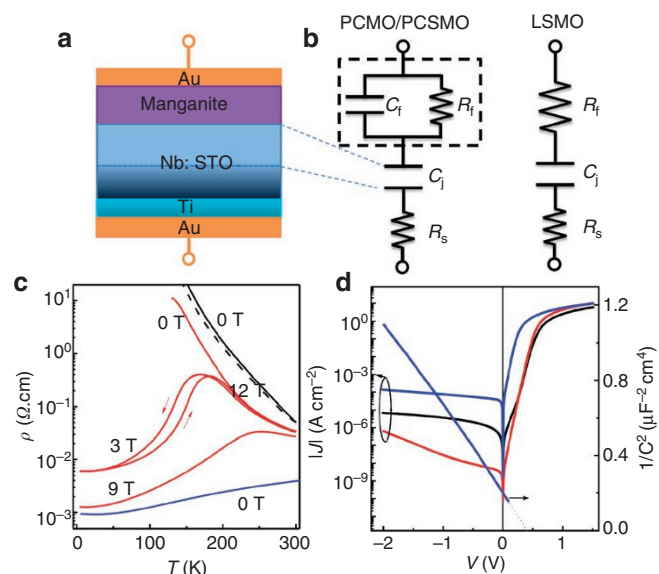 a
Au
Manganite
Nb: STO
Ti
Au
b
PCMO/PCSMO
LSMO
Cf
Rf
Cj
Rs
Rf
Cj
Rs
c
10¹
10⁰
10⁻¹
10⁻²
10⁻³
ρ (Ω.cm)
0 T
0 T
12 T
3 T
9 T
0 T
0
100
200
300
T (K)
d
10⁰
10⁻³
10⁻⁶
10⁻⁹
|J| (A cm⁻²)
1.2
0.8
0.4
0.0
1/C² (μF⁻² cm⁴)
−2
−1
0
1
V (V)